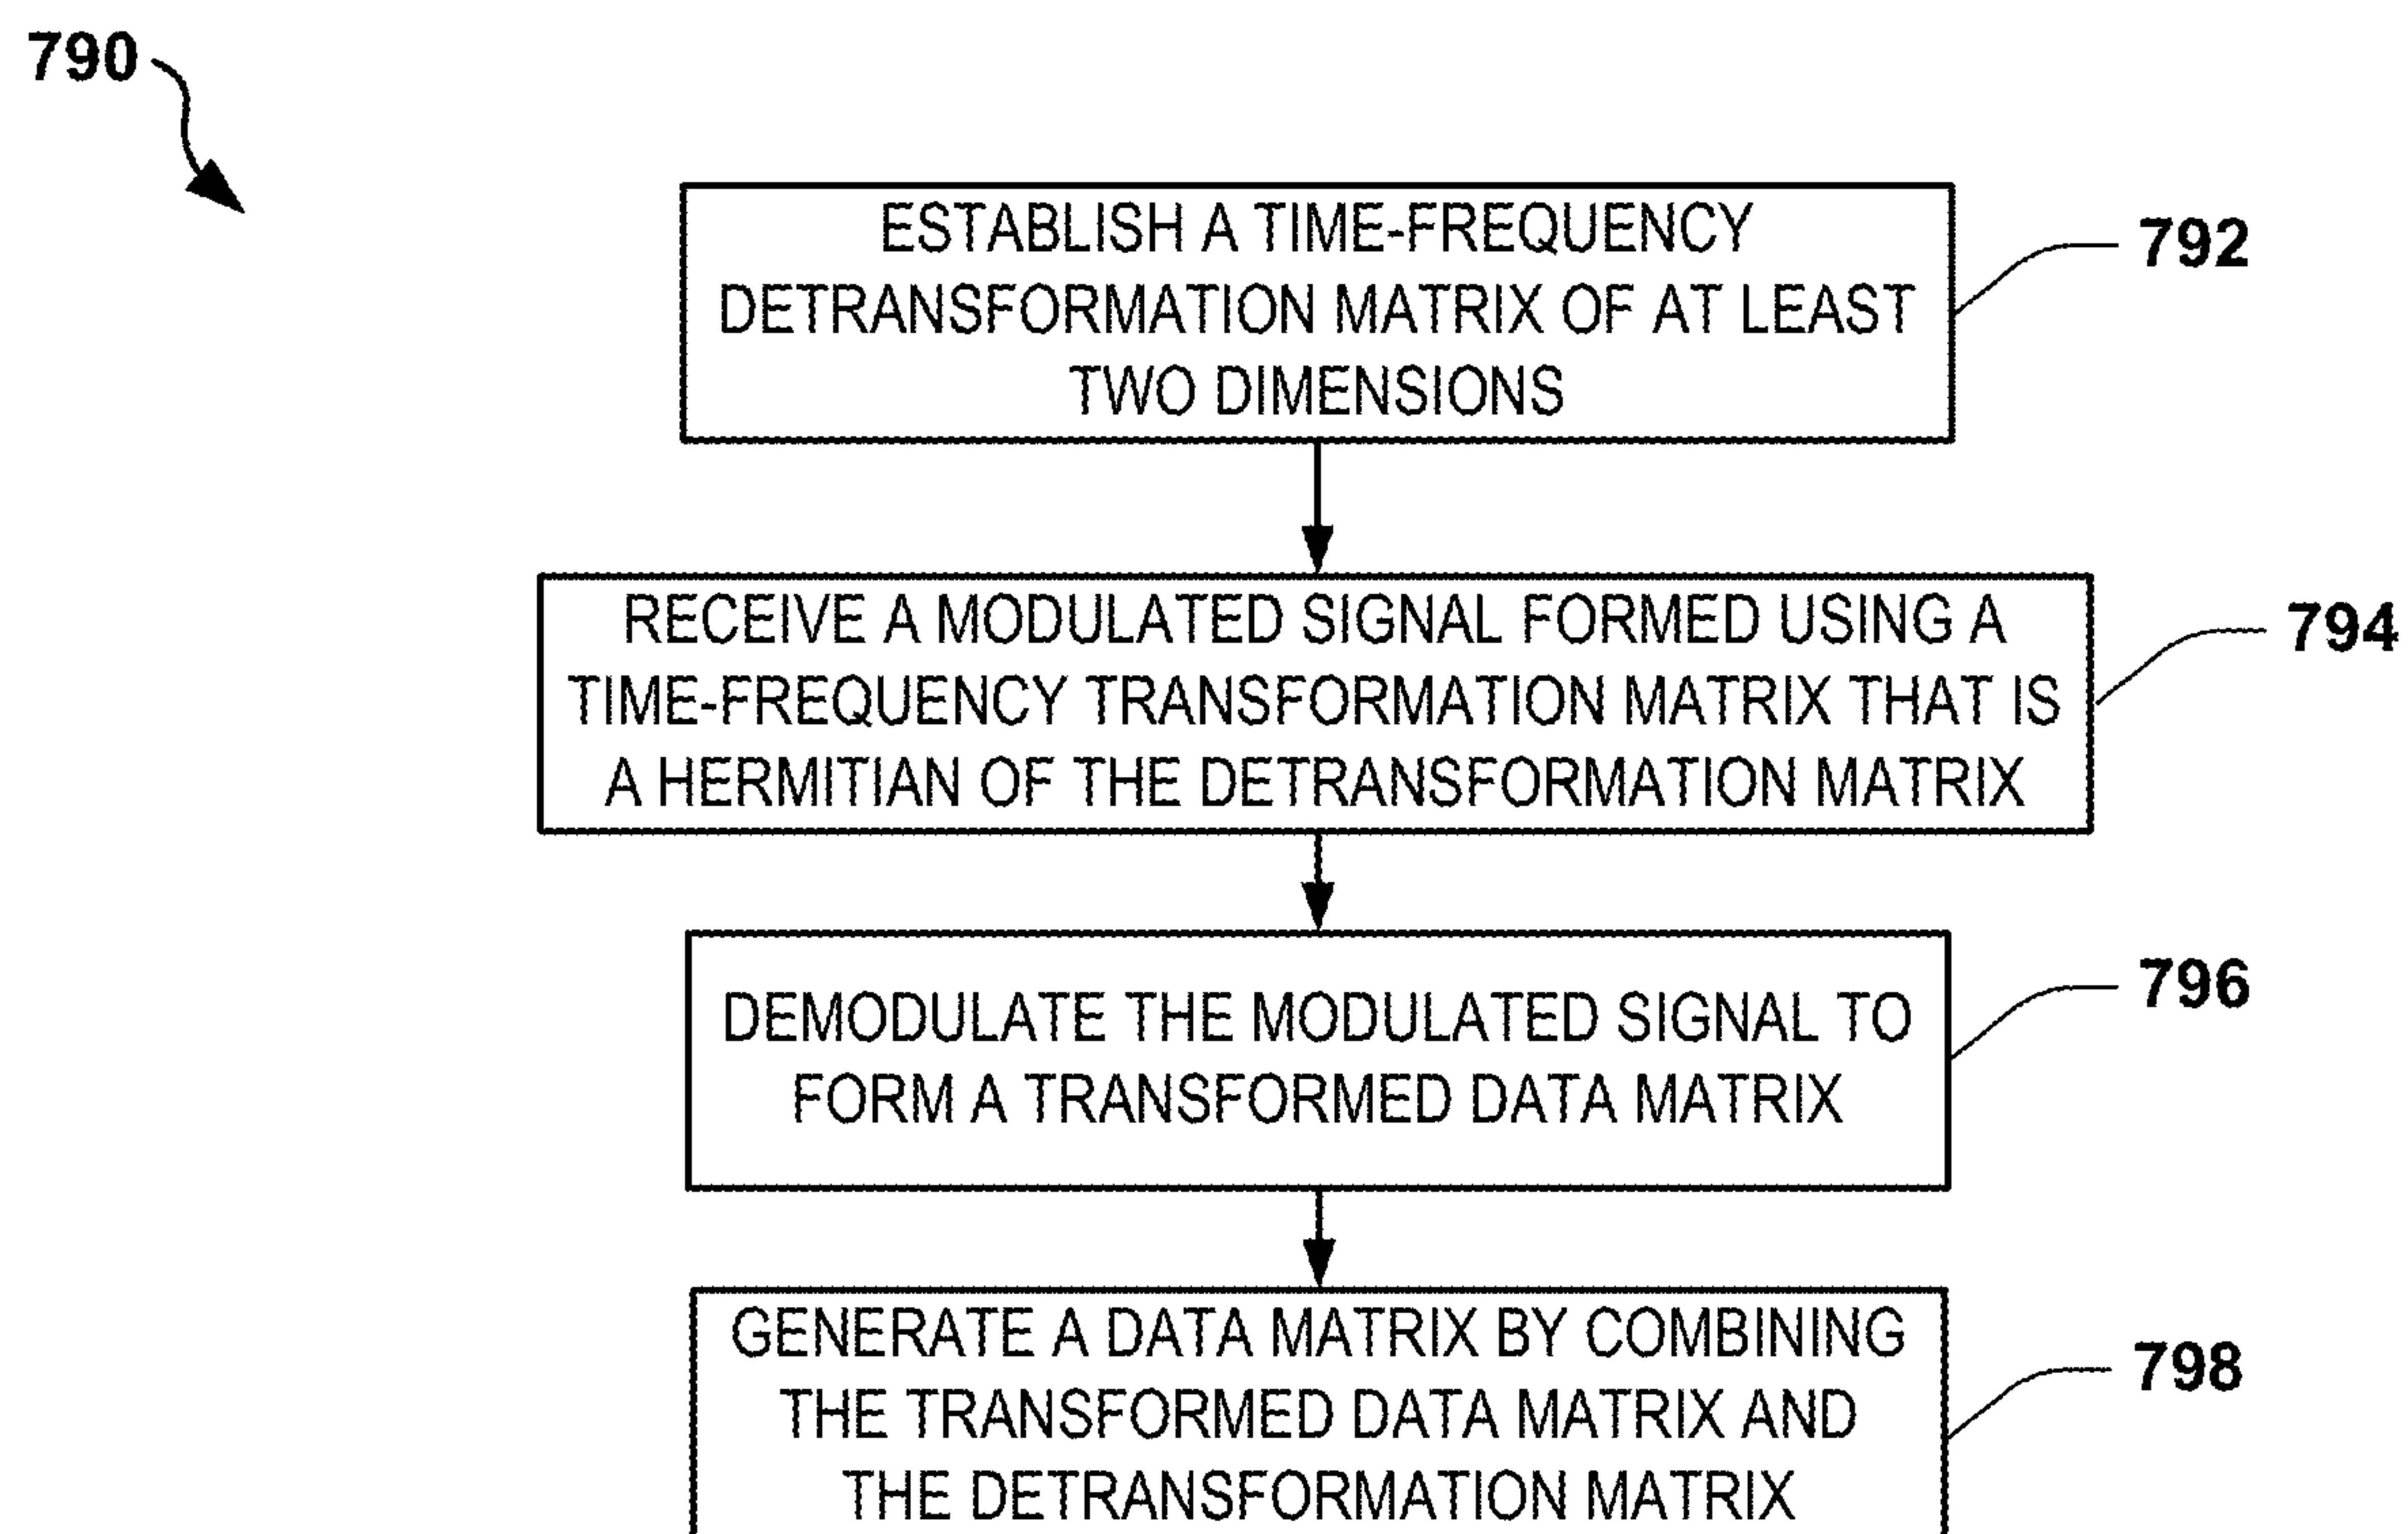 790
ESTABLISH A TIME-FREQUENCY
DETRANSFORMATION MATRIX OF AT LEAST
TWO DIMENSIONS
792
RECEIVE A MODULATED SIGNAL FORMED USING A
TIME-FREQUENCY TRANSFORMATION MATRIX THAT IS
A HERMITIAN OF THE DETRANSFORMATION MATRIX
794
DEMODULATE THE MODULATED SIGNAL TO
FORM A TRANSFORMED DATA MATRIX
796
GENERATE A DATA MATRIX BY COMBINING
THE TRANSFORMED DATA MATRIX AND
THE DETRANSFORMATION MATRIX
798